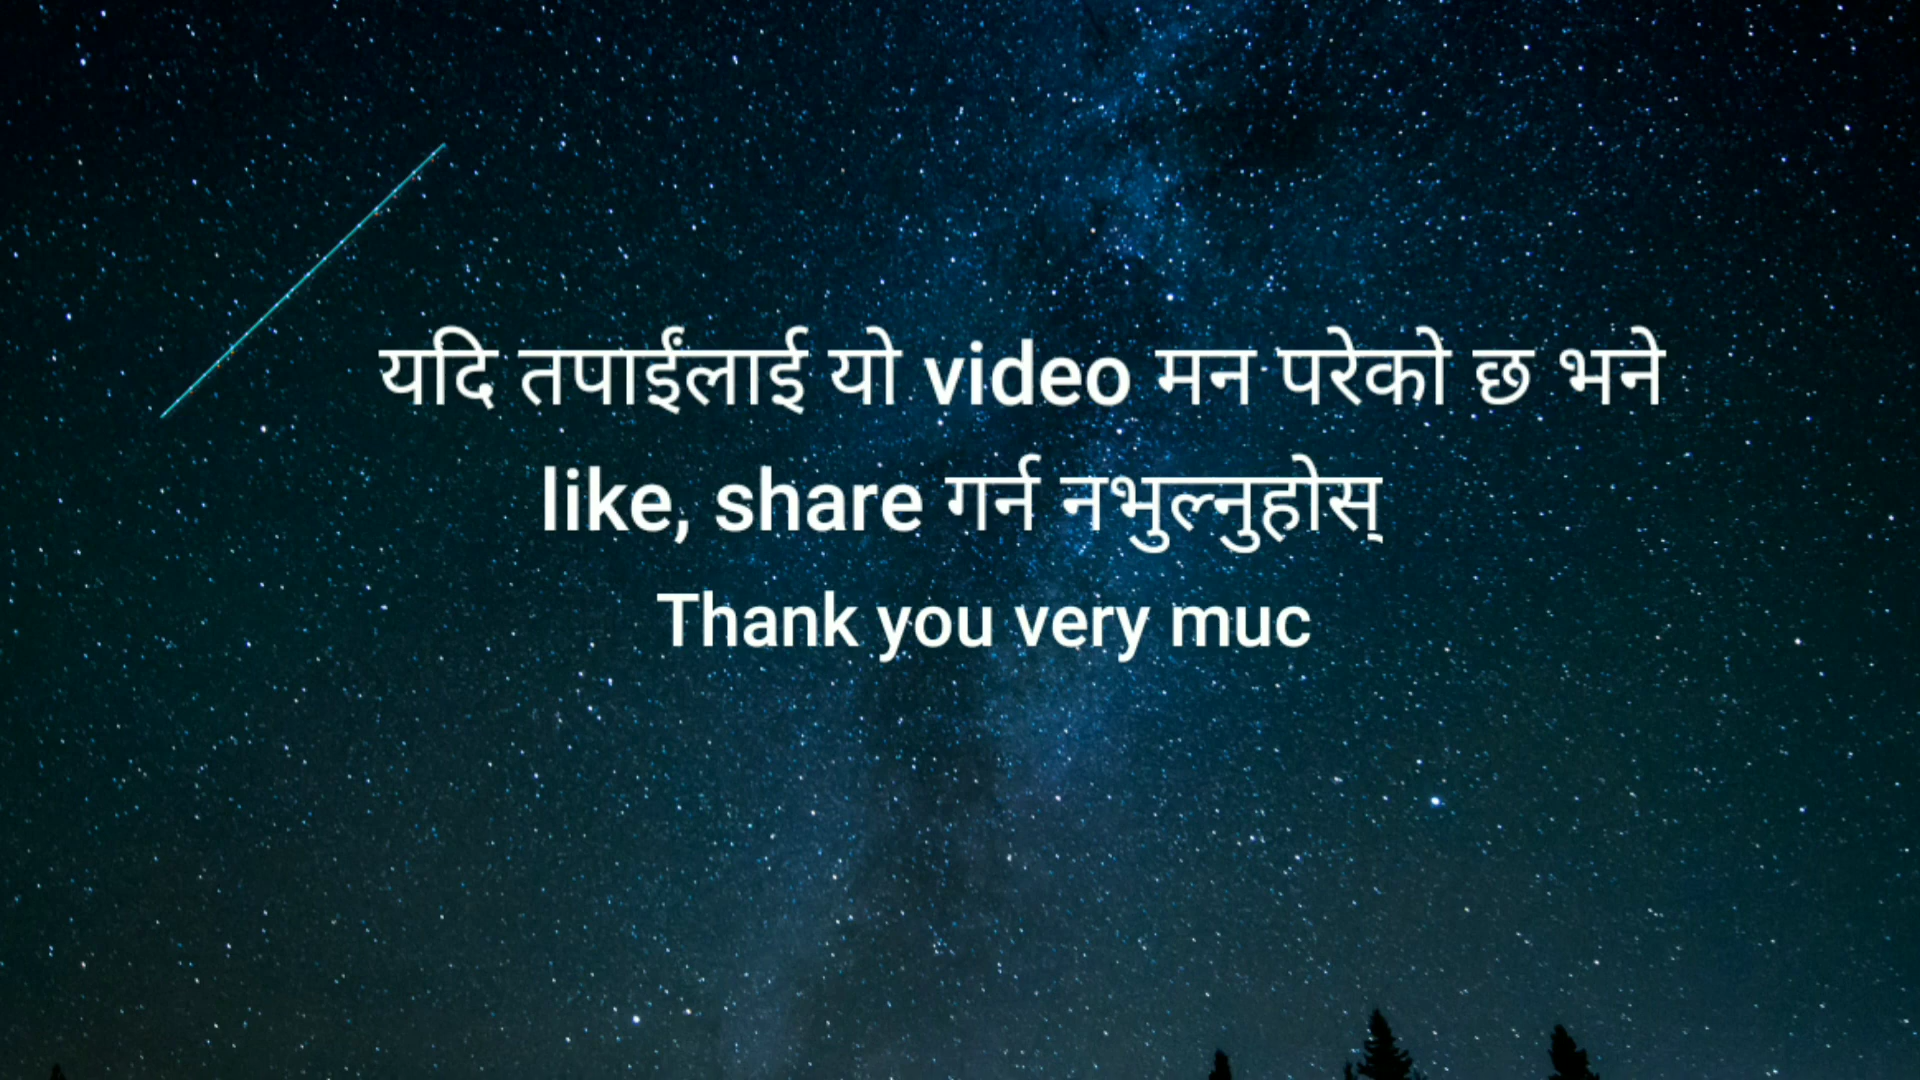 यदि तपाईंलाई यो video मन परेको छ भने
like, share गर्न नभुल्नुहोस्
Thank you very muc